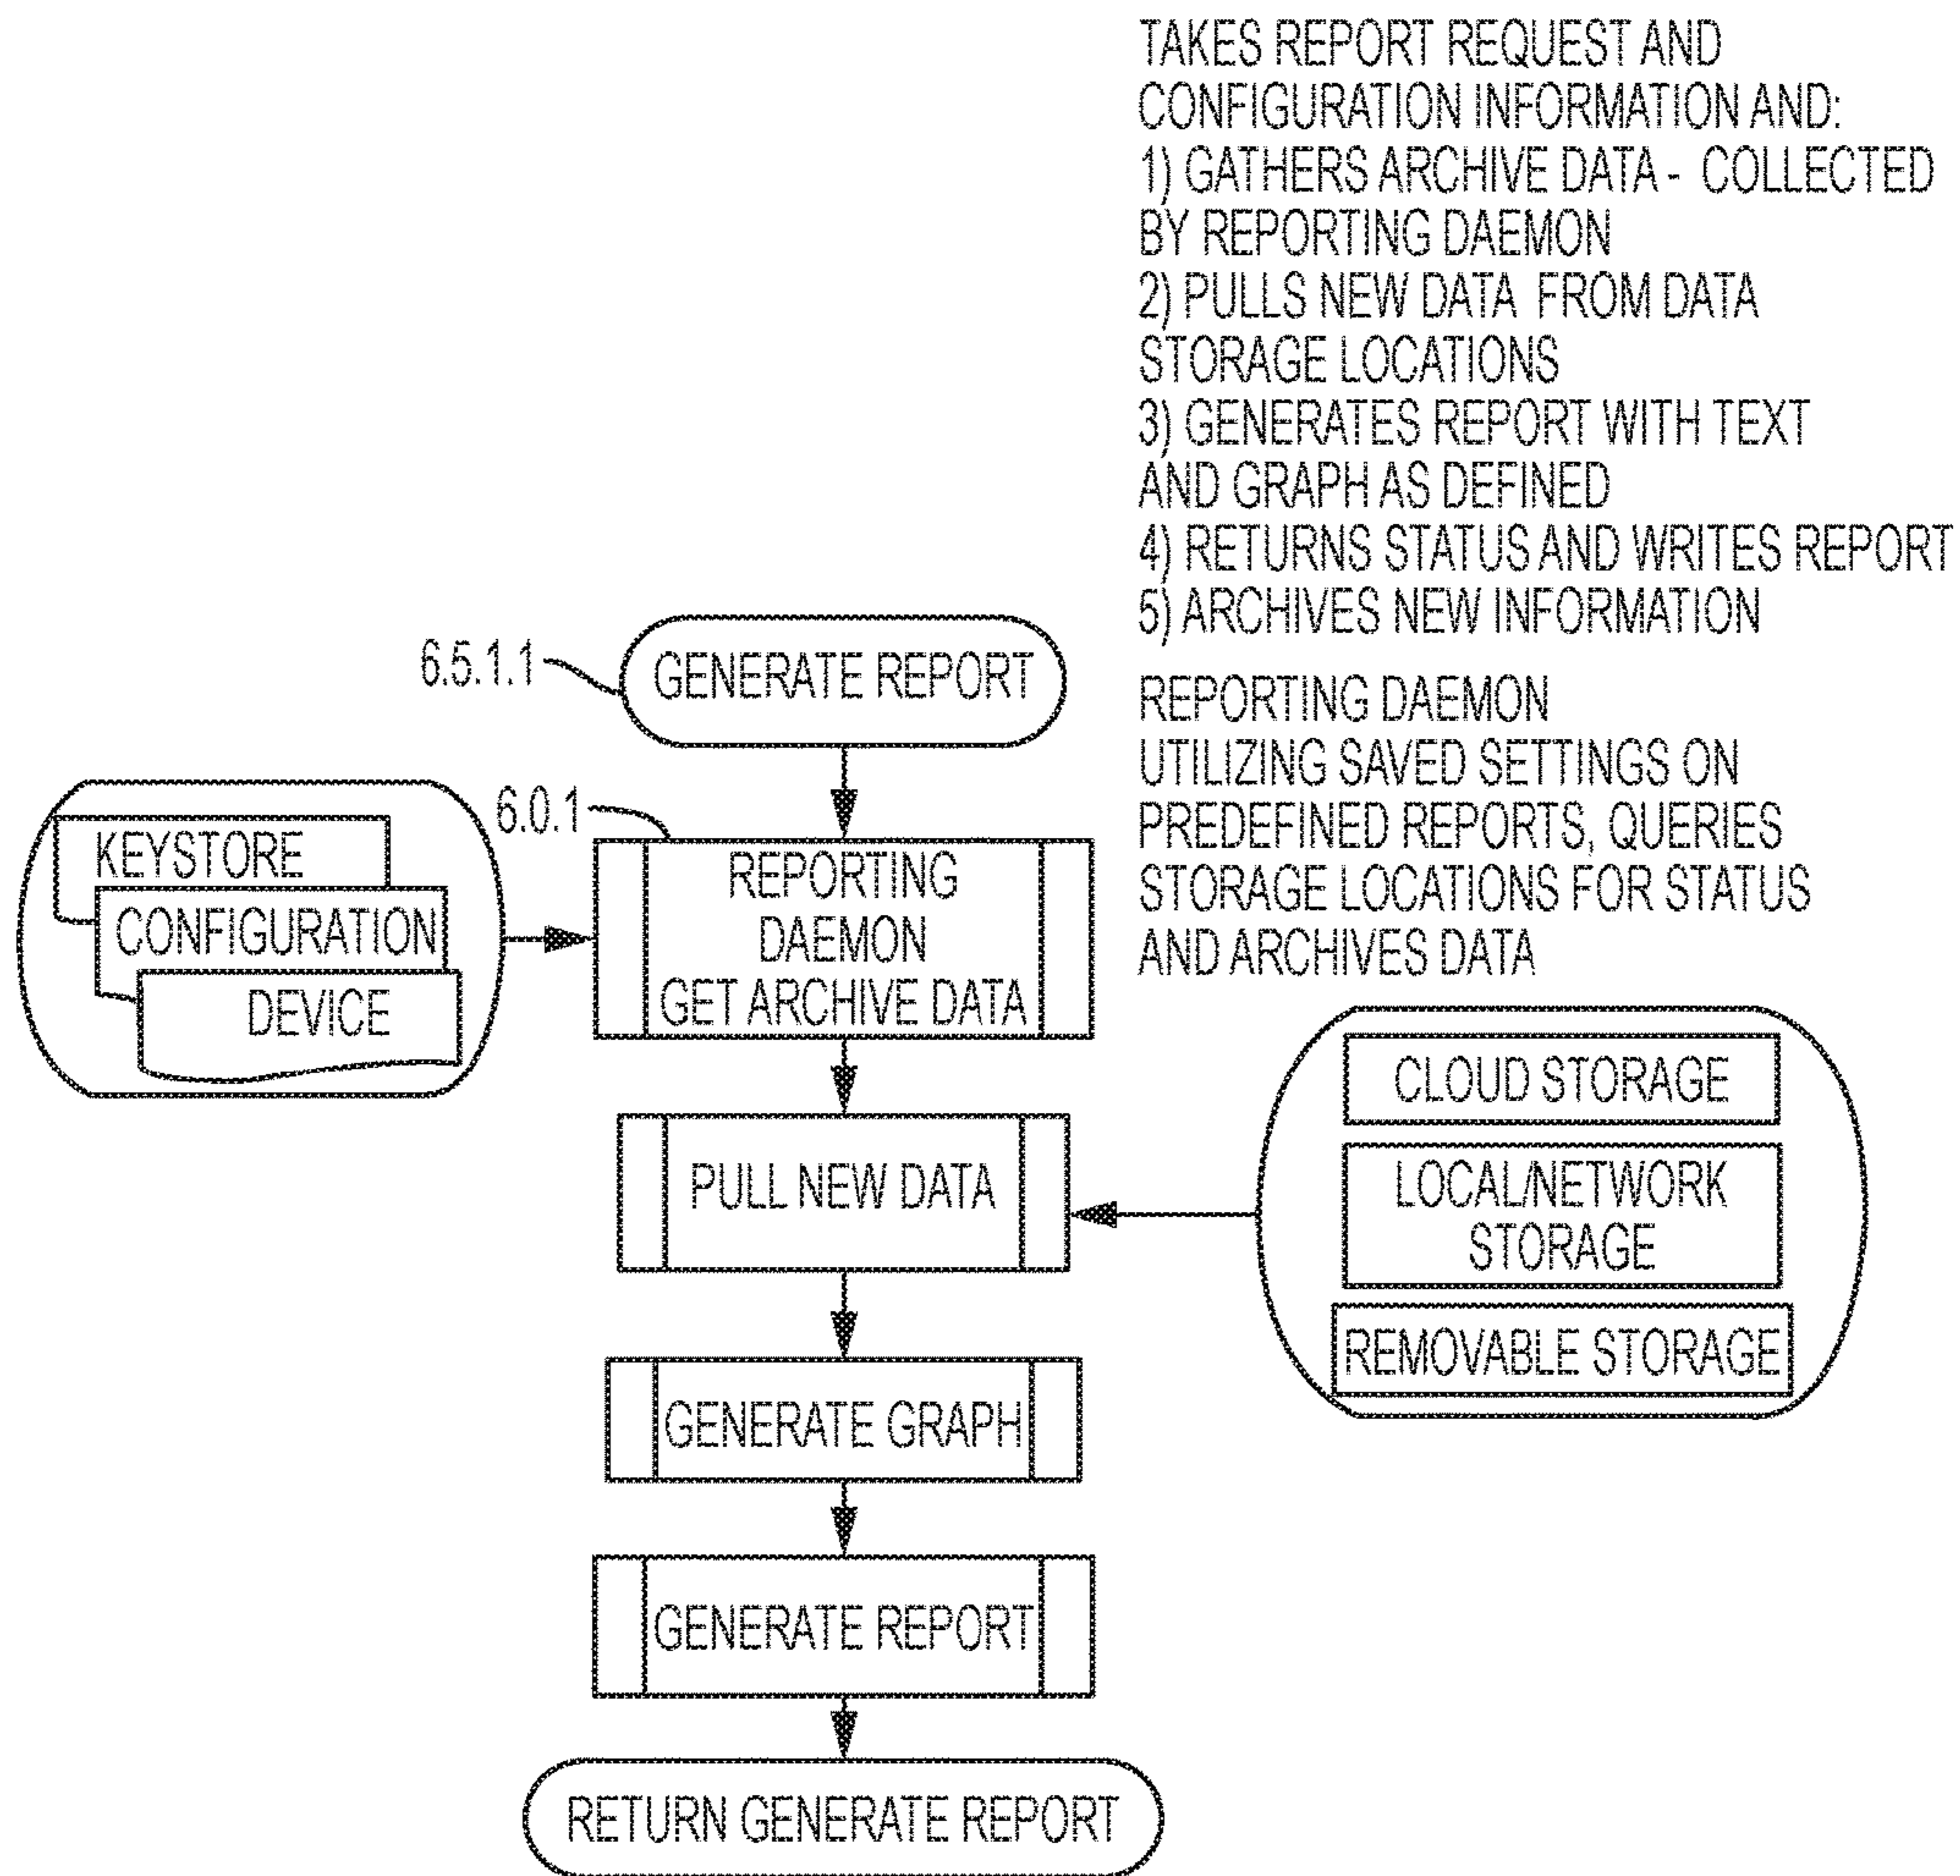 TAKES REPORT REQUEST AND
CONFIGURATION INFORMATION AND:
1) GATHERS ARCHIVE DATA - COLLECTED
BY REPORTING DAEMON
2) PULLS NEW DATA FROM DATA
STORAGE LOCATIONS
3) GENERATES REPORT WITH TEXT
AND GRAPH AS DEFINED
4) RETURNS STATUS AND WRITES REPORT
5) ARCHIVES NEW INFORMATION
REPORTING DAEMON
UTILIZING SAVED SETTINGS ON
PREDEFINED REPORTS, QUERIES
STORAGE LOCATIONS FOR STATUS
AND ARCHIVES DATA
6.5.1.1
GENERATE REPORT
6.0.1
KEYSTORE
CONFIGURATION
DEVICE
REPORTING
DAEMON
GET ARCHIVE DATA
PULL NEW DATA
CLOUD STORAGE
LOCAL/NETWORK
STORAGE
REMOVABLE STORAGE
GENERATE GRAPH
GENERATE REPORT
RETURN GENERATE REPORT